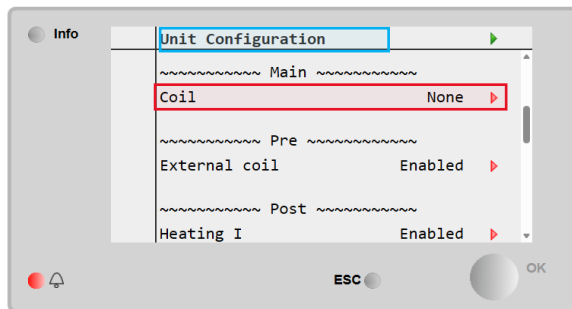 Info
Unit Configuration
~~~~~~~~~~~ Main ~~~~~~~~~~~
Coil None
~~~~~~~~~~~ Pre ~~~~~~~~~~~~
External coil Enabled
~~~~~~~~~~~ Post ~~~~~~~~~~~
Heating I Enabled
ESC
OK